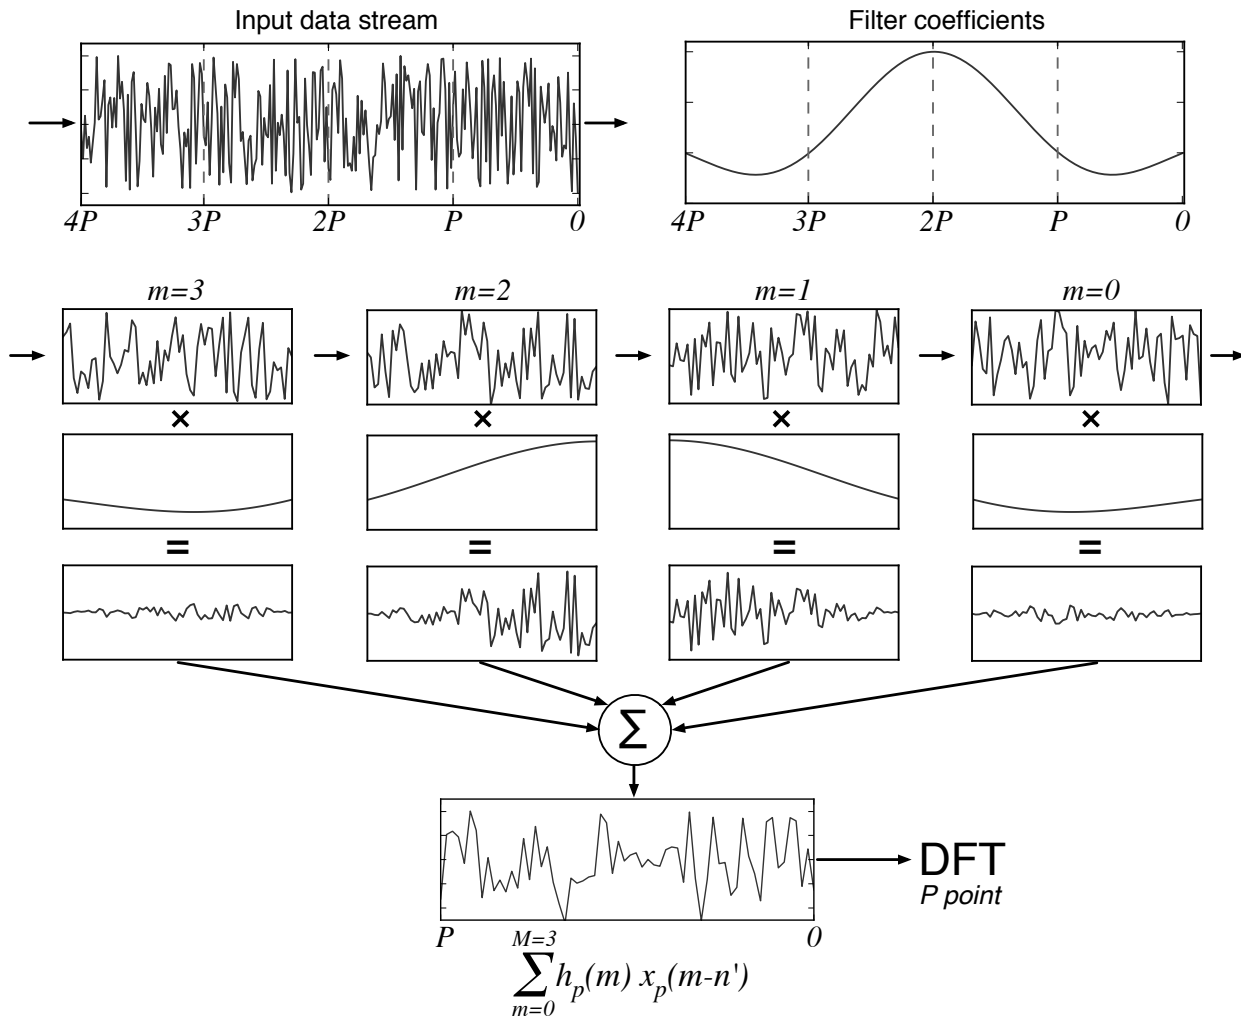 Input data stream
Filter coefficients
4P 3P 2P P 0
4P 3P 2P P 0
m=3 m=2 m=1 m=0
× × × ×
= = = =
Σ
DFT
P point
P 0
M=3
∑ h_p(m) x_p(m-n')
m=0